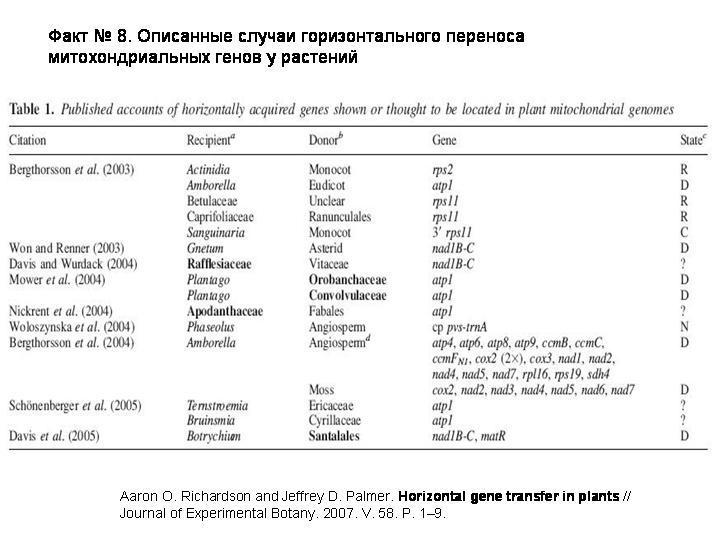 Факт № 8. Описанные случаи горизонтального переноса
митохондриальных генов у растений
Table 1. Published accounts of horizontally acquired genes shown or thought to be located in plant mitochondrial genomes
Citation Recipientᵃ Donorᵇ Gene Stateᶜ
Bergthorsson et al. (2003) Actinidia Monocot rps2 R
Amborella Eudicot atp1 D
Betulaceae Unclear rps11 R
Caprifoliaceae Ranunculales rps11 R
Sanguinaria Monocot 3′ rps11 C
Won and Renner (2003) Gnetum Asterid nad1B-C D
Davis and Wurdack (2004) Rafflesiaceae Vitaceae nad1B-C ?
Mower et al. (2004) Plantago Orobanchaceae atp1 D
Plantago Convolvulaceae atp1 D
Nickrent et al. (2004) Apodanthaceae Fabales atp1 ?
Woloszynska et al. (2004) Phaseolus Angiosperm cp pvs-trnA N
Bergthorsson et al. (2004) Amborella Angiospermᵈ atp4, atp6, atp8, atp9, ccmB, ccmC, D
ccmFN1, cox2 (2×), cox3, nad1, nad2,
nad4, nad5, nad7, rpl16, rps19, sdh4
Moss cox2, nad2, nad3, nad4, nad5, nad6, nad7 D
Schönenberger et al. (2005) Ternstroemia Ericaceae atp1 ?
Bruinsmia Cyrillaceae atp1 ?
Davis et al. (2005) Botrychium Santalales nad1B-C, matR D
Aaron O. Richardson and Jeffrey D. Palmer. Horizontal gene transfer in plants //
Journal of Experimental Botany. 2007. V. 58. P. 1–9.